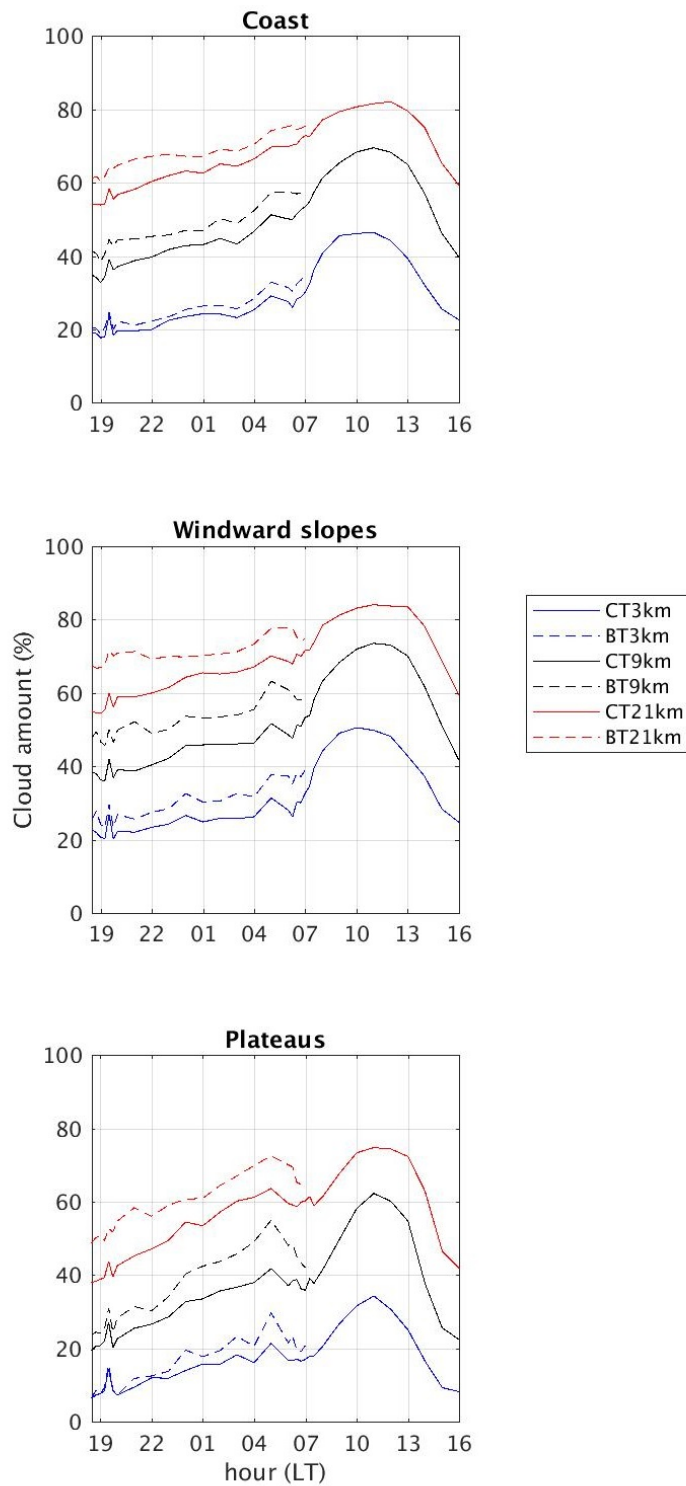 Coast
100
80
60
40
20
0
19 22 01 04 07 10 13 16
Windward slopes
100
80
60
40
20
0
Cloud amount (%)
19 22 01 04 07 10 13 16
CT3km
BT3km
CT9km
BT9km
CT21km
BT21km
Plateaus
100
80
60
40
20
0
19 22 01 04 07 10 13 16
hour (LT)